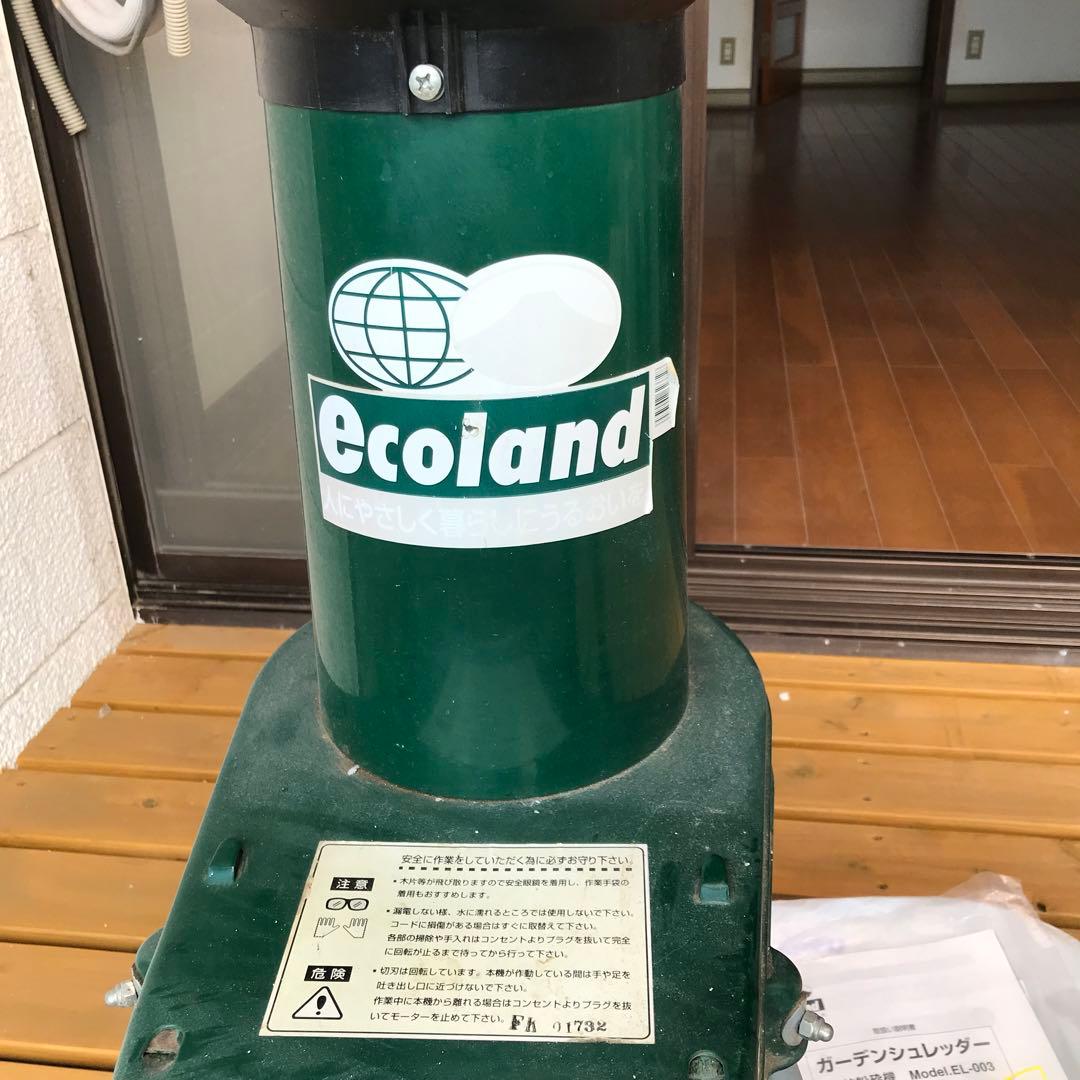 ecoland
人にやさしく暮らしにうるおいを
安全に作業をしていただく為に必ずお守り下さい。
注意
・木片等が飛び散りますので安全眼鏡を着用し、作業手袋の
着用もおすすめします。
・漏電しない様、水に濡れるところでは使用しないで下さい。
コードに損傷がある場合はすぐに取替えて下さい。
各部の掃除や手入れはコンセントよりプラグを抜いて完全
に回転が止るまで待ってから行って下さい。
危険
・切刃は回転しています。本機が作動している間は手や足を
吐き出し口に近づけないで下さい。
作業中に本機から離れる場合はコンセントよりプラグを抜
いてモーターを止めて下さい。
FA 01732
取扱い説明書
ガーデンシュレッダー
Model.EL-003